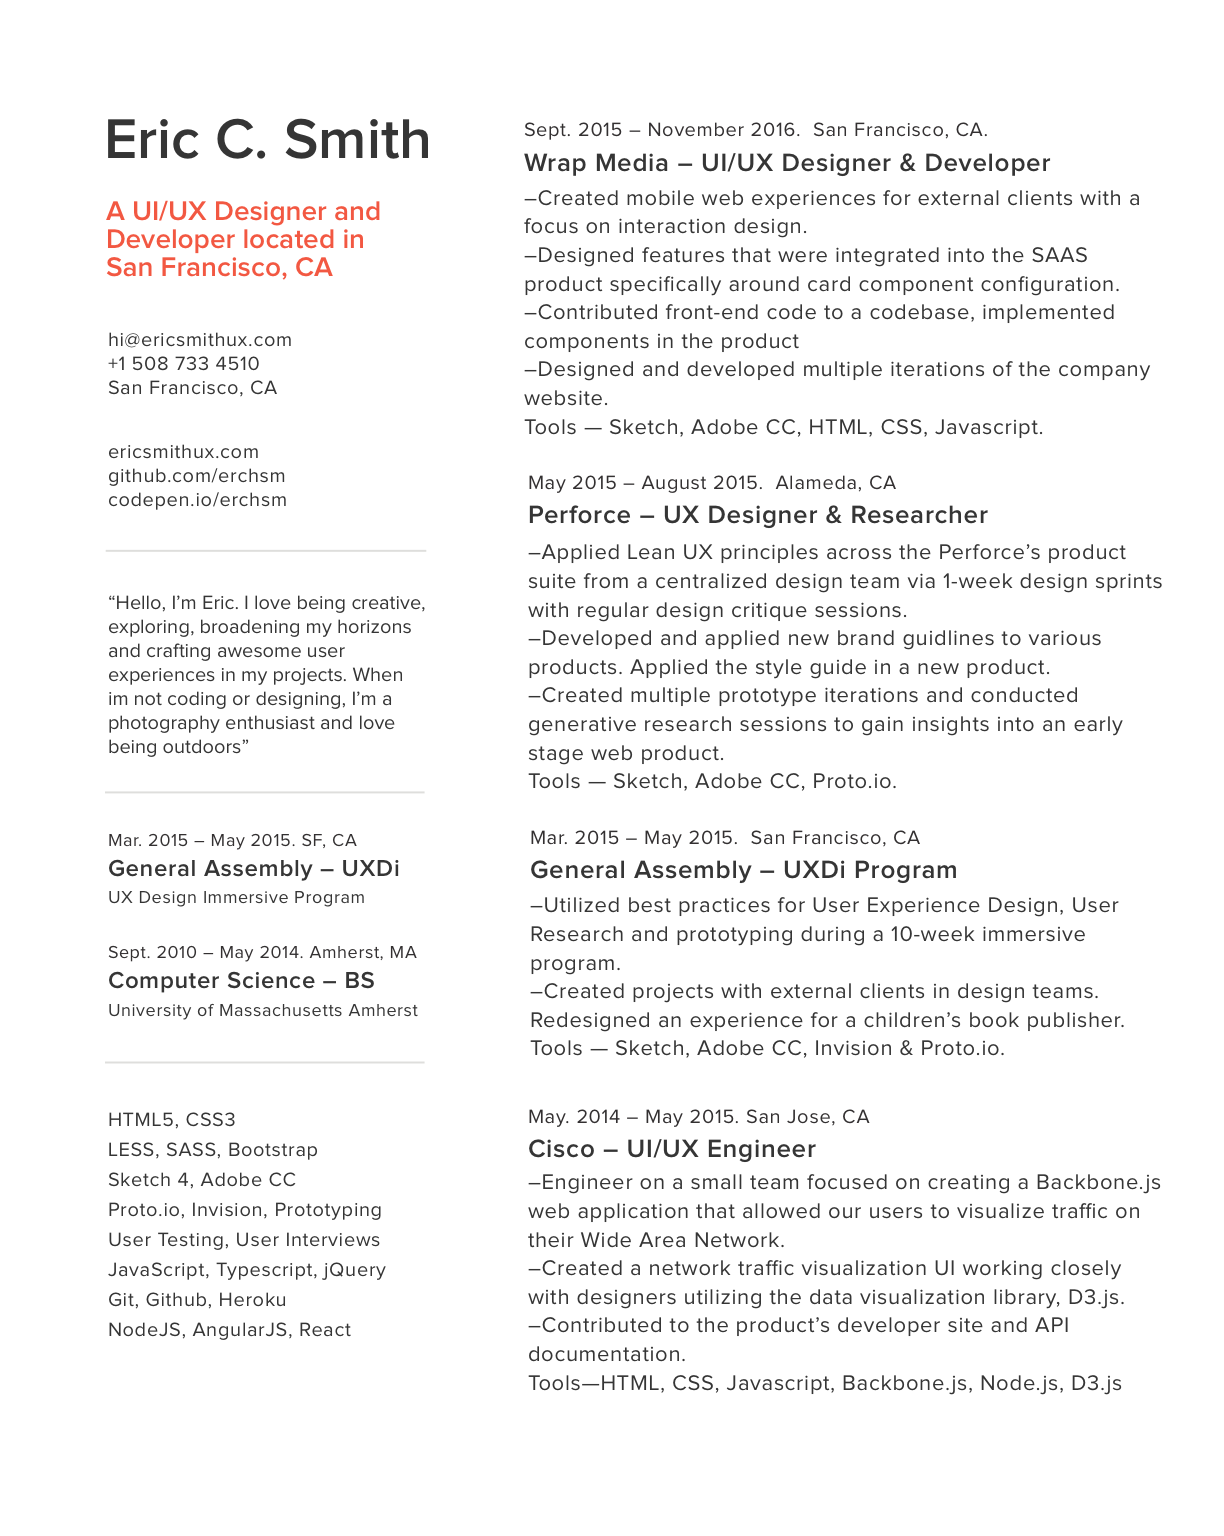 Eric C. Smith
A UI/UX Designer and
Developer located in
San Francisco, CA
hi@ericsmithux.com
+1 508 733 4510
San Francisco, CA
ericsmithux.com
github.com/erchsm
codepen.io/erchsm
“Hello, I’m Eric. I love being creative,
exploring, broadening my horizons
and crafting awesome user
experiences in my projects. When
im not coding or designing, I’m a
photography enthusiast and love
being outdoors”
Mar. 2015 – May 2015. SF, CA
General Assembly – UXDi
UX Design Immersive Program
Sept. 2010 – May 2014. Amherst, MA
Computer Science – BS
University of Massachusetts Amherst
HTML5, CSS3
LESS, SASS, Bootstrap
Sketch 4, Adobe CC
Proto.io, Invision, Prototyping
User Testing, User Interviews
JavaScript, Typescript, jQuery
Git, Github, Heroku
NodeJS, AngularJS, React
Sept. 2015 – November 2016.  San Francisco, CA.
Wrap Media – UI/UX Designer & Developer
–Created mobile web experiences for external clients with a
focus on interaction design.
–Designed features that were integrated into the SAAS
product specifically around card component configuration.
–Contributed front-end code to a codebase, implemented
components in the product
–Designed and developed multiple iterations of the company
website.
Tools — Sketch, Adobe CC, HTML, CSS, Javascript.
May 2015 – August 2015.  Alameda, CA
Perforce – UX Designer & Researcher
–Applied Lean UX principles across the Perforce’s product
suite from a centralized design team via 1-week design sprints
with regular design critique sessions.
–Developed and applied new brand guidlines to various
products. Applied the style guide in a new product.
–Created multiple prototype iterations and conducted
generative research sessions to gain insights into an early
stage web product.
Tools — Sketch, Adobe CC, Proto.io.
Mar. 2015 – May 2015.  San Francisco, CA
General Assembly – UXDi Program
–Utilized best practices for User Experience Design, User
Research and prototyping during a 10-week immersive
program.
–Created projects with external clients in design teams.
Redesigned an experience for a children’s book publisher.
Tools — Sketch, Adobe CC, Invision & Proto.io.
May. 2014 – May 2015. San Jose, CA
Cisco – UI/UX Engineer
–Engineer on a small team focused on creating a Backbone.js
web application that allowed our users to visualize traffic on
their Wide Area Network.
–Created a network traffic visualization UI working closely
with designers utilizing the data visualization library, D3.js.
–Contributed to the product’s developer site and API
documentation.
Tools—HTML, CSS, Javascript, Backbone.js, Node.js, D3.js